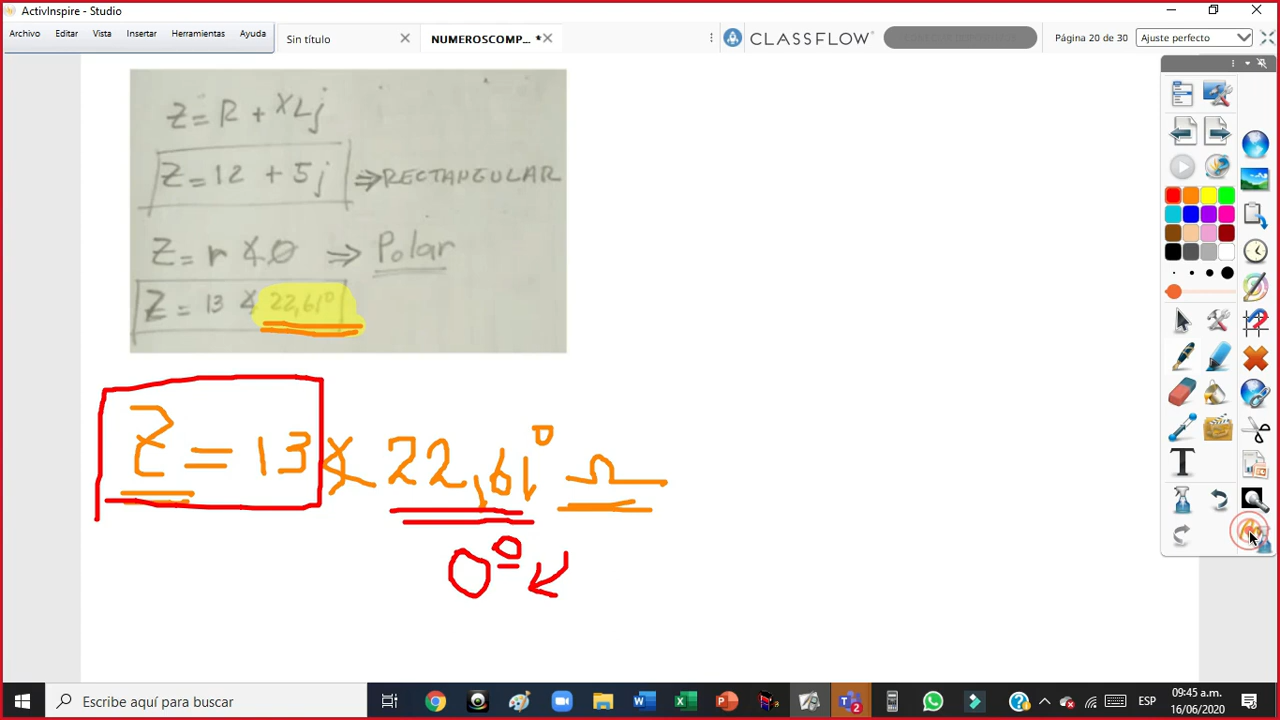 ActivInspire - Studio
Archivo Editar Vista Insertar Herramientas Ayuda
Sin título
NUMEROSCOMP... *
CLASSFLOW
Página 20 de 30
Ajuste perfecto
Z = R + XLj
Z = 12 + 5j ⇒ RECTANGULAR
Z = r ∡ θ ⇒ Polar
Z = 13 ∡ 22,61°
Z = 13 ∡ 22,61° Ω
0°
T
Escribe aquí para buscar
ESP
09:45 a.m.
16/06/2020
2